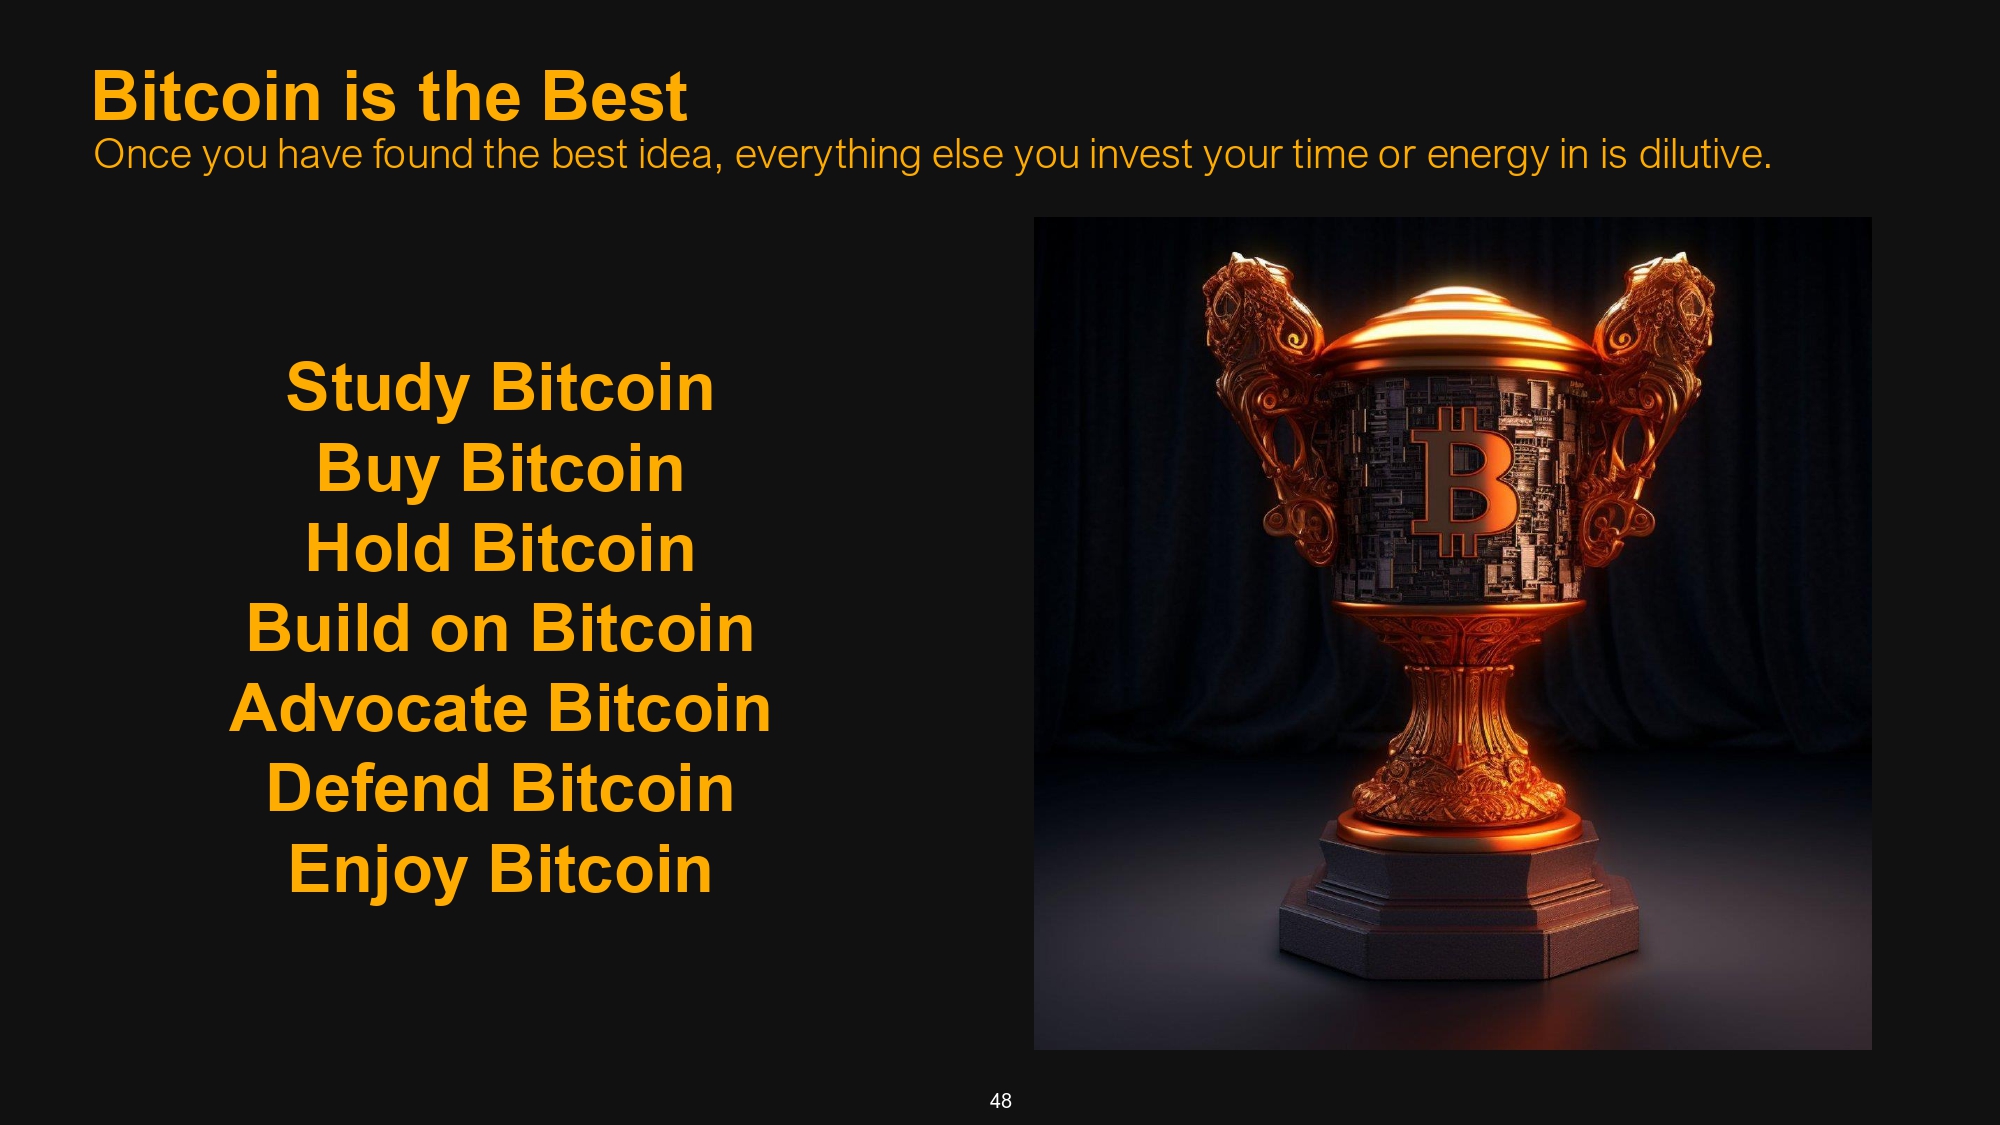 Bitcoin is the Best
Once you have found the best idea, everything else you invest your time or energy in is dilutive.
Study Bitcoin
Buy Bitcoin
Hold Bitcoin
Build on Bitcoin
Advocate Bitcoin
Defend Bitcoin
Enjoy Bitcoin
48